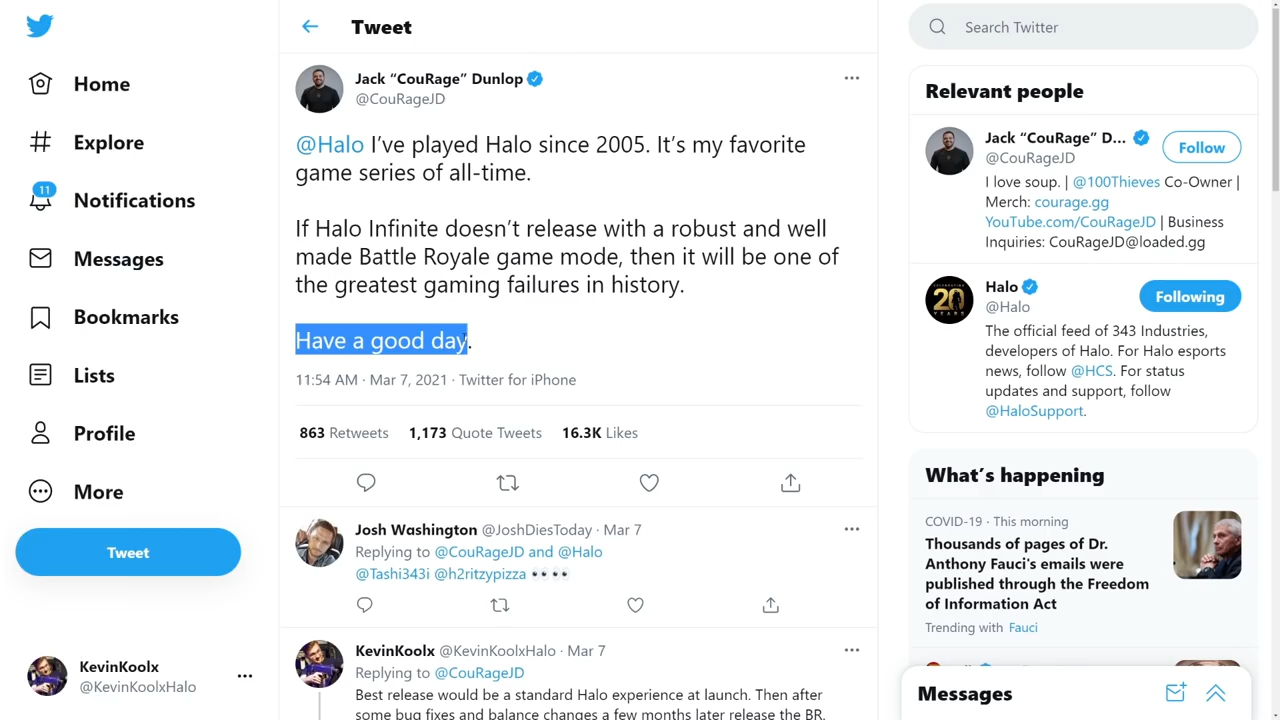 Home
Explore
11
Notifications
Messages
Bookmarks
Lists
Profile
More
Tweet
KevinKoolx
@KevinKoolxHalo
Tweet
Jack “CouRage” Dunlop
@CouRageJD
@Halo I’ve played Halo since 2005. It’s my favorite
game series of all-time.
If Halo Infinite doesn’t release with a robust and well
made Battle Royale game mode, then it will be one of
the greatest gaming failures in history.
Have a good day.
11:54 AM · Mar 7, 2021 · Twitter for iPhone
863 Retweets 1,173 Quote Tweets 16.3K Likes
Josh Washington @JoshDiesToday · Mar 7
Replying to @CouRageJD and @Halo
@Tashi343i @h2ritzypizza 👀👀
KevinKoolx @KevinKoolxHalo · Mar 7
Replying to @CouRageJD
Best release would be a standard Halo experience at launch. Then after
some bug fixes and balance changes a few months later release the BR.
Search Twitter
Relevant people
Jack “CouRage” D...
@CouRageJD
Follow
I love soup. | @100Thieves Co-Owner |
Merch: courage.gg
YouTube.com/CouRageJD | Business
Inquiries: CouRageJD@loaded.gg
20
YEARS
Halo
@Halo
Following
The official feed of 343 Industries,
developers of Halo. For Halo esports
news, follow @HCS. For status
updates and support, follow
@HaloSupport.
What’s happening
COVID-19 · This morning
Thousands of pages of Dr.
Anthony Fauci's emails were
published through the Freedom
of Information Act
Trending with Fauci
Messages